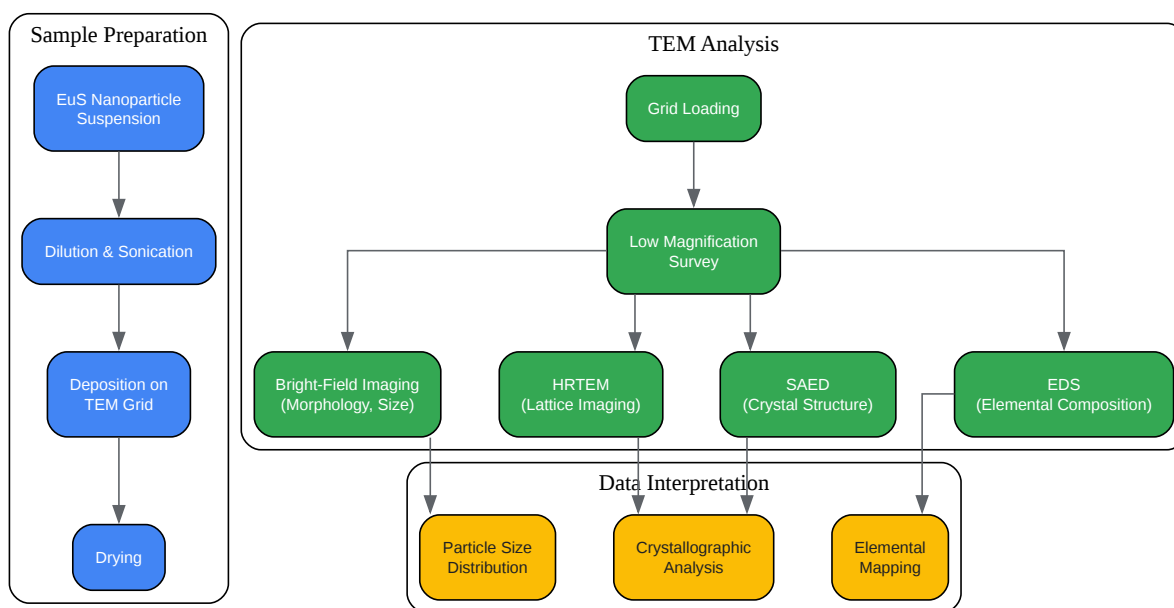 Sample Preparation
EuS Nanoparticle
Suspension
Dilution & Sonication
Deposition on
TEM Grid
Drying
TEM Analysis
Grid Loading
Low Magnification
Survey
Bright-Field Imaging
(Morphology, Size)
HRTEM
(Lattice Imaging)
SAED
(Crystal Structure)
EDS
(Elemental Composition)
Data Interpretation
Particle Size
Distribution
Crystallographic
Analysis
Elemental
Mapping